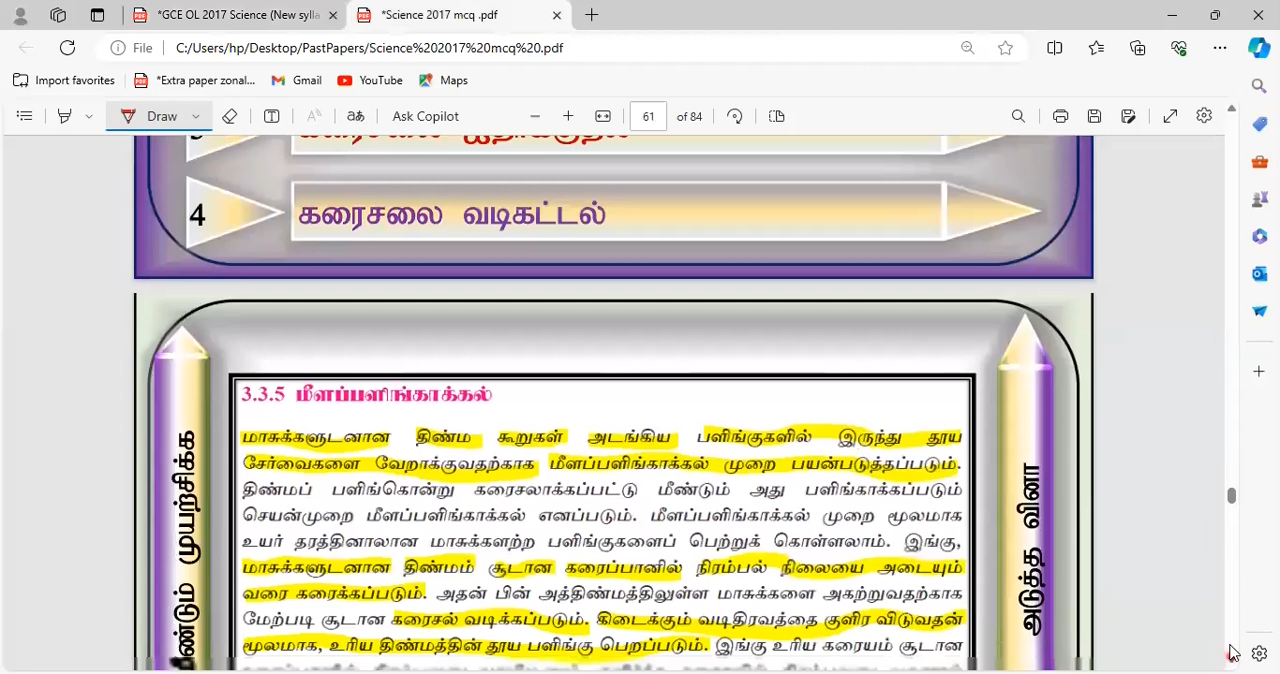 *GCE OL 2017 Science (New sylla
*Science 2017 mcq .pdf
File
C:/Users/hp/Desktop/PastPapers/Science%202017%20mcq%20.pdf
Import favorites
*Extra paper zonal...
Gmail
YouTube
Maps
Draw
Ask Copilot
61
of 84
4
கரைசலை வடிகட்டல்
3.3.5 மீளப்பளிங்காக்கல்
மாசுக்களுடனான திண்ம கூறுகள் அடங்கிய பளிங்குகளில் இருந்து தூய
சேர்வைகளை வேறாக்குவதற்காக மீளப்பளிங்காக்கல் முறை பயன்படுத்தப்படும்.
திண்மப் பளிங்கொன்று கரைசலாக்கப்பட்டு மீண்டும் அது பளிங்காக்கப்படும்
செயன்முறை மீளப்பளிங்காக்கல் எனப்படும். மீளப்பளிங்காக்கல் முறை மூலமாக
உயர் தரத்தினாலான மாசுக்களற்ற பளிங்குகளைப் பெற்றுக் கொள்ளலாம். இங்கு,
மாசுக்களுடனான திண்மம் சூடான கரைப்பானில் நிரம்பல் நிலையை அடையும்
வரை கரைக்கப்படும். அதன் பின் அத்திண்மத்திலுள்ள மாசுக்களை அகற்றுவதற்காக
மேற்படி சூடான கரைசல் வடிக்கப்படும். கிடைக்கும் வடிதிரவத்தை குளிர விடுவதன்
மூலமாக, உரிய திண்மத்தின் தூய பளிங்கு பெறப்படும். இங்கு உரிய கரையம் சூடான
முயற்சிக்க
அடுத்த வினா